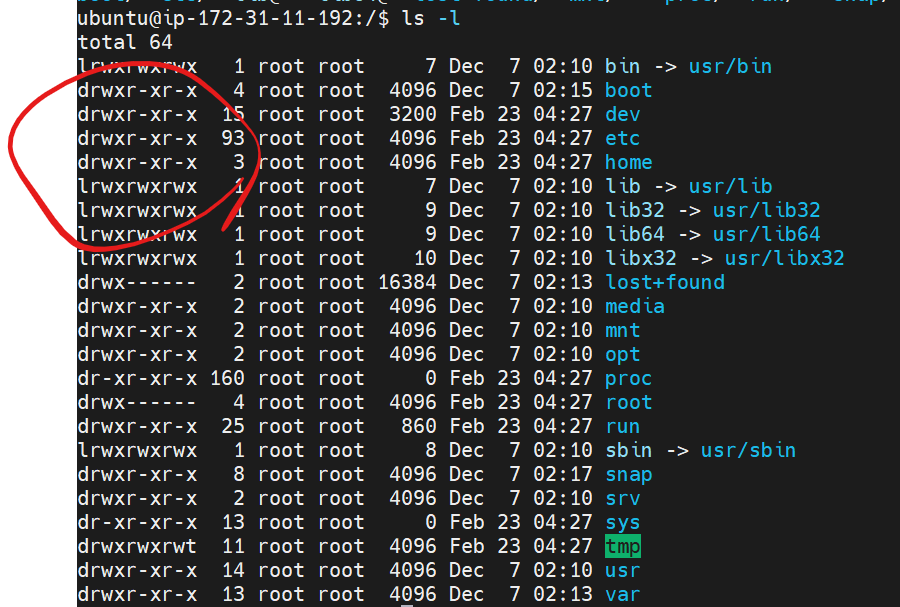 ubuntu@ip-172-31-11-192:/$ ls -l
total 64
lrwxrwxrwx   1 root root     7 Dec  7 02:10 bin -> usr/bin
drwxr-xr-x   4 root root  4096 Dec  7 02:15 boot
drwxr-xr-x  15 root root  3200 Feb 23 04:27 dev
drwxr-xr-x  93 root root  4096 Feb 23 04:27 etc
drwxr-xr-x   3 root root  4096 Feb 23 04:27 home
lrwxrwxrwx   1 root root     7 Dec  7 02:10 lib -> usr/lib
lrwxrwxrwx   1 root root     9 Dec  7 02:10 lib32 -> usr/lib32
lrwxrwxrwx   1 root root     9 Dec  7 02:10 lib64 -> usr/lib64
lrwxrwxrwx   1 root root    10 Dec  7 02:10 libx32 -> usr/libx32
drwx------   2 root root 16384 Dec  7 02:13 lost+found
drwxr-xr-x   2 root root  4096 Dec  7 02:10 media
drwxr-xr-x   2 root root  4096 Dec  7 02:10 mnt
drwxr-xr-x   2 root root  4096 Dec  7 02:10 opt
dr-xr-xr-x 160 root root     0 Feb 23 04:27 proc
drwx------   4 root root  4096 Feb 23 04:27 root
drwxr-xr-x  25 root root   860 Feb 23 04:27 run
lrwxrwxrwx   1 root root     8 Dec  7 02:10 sbin -> usr/sbin
drwxr-xr-x   8 root root  4096 Dec  7 02:17 snap
drwxr-xr-x   2 root root  4096 Dec  7 02:10 srv
dr-xr-xr-x  13 root root     0 Feb 23 04:27 sys
drwxrwxrwt  11 root root  4096 Feb 23 04:27 tmp
drwxr-xr-x  14 root root  4096 Dec  7 02:10 usr
drwxr-xr-x  13 root root  4096 Dec  7 02:13 var